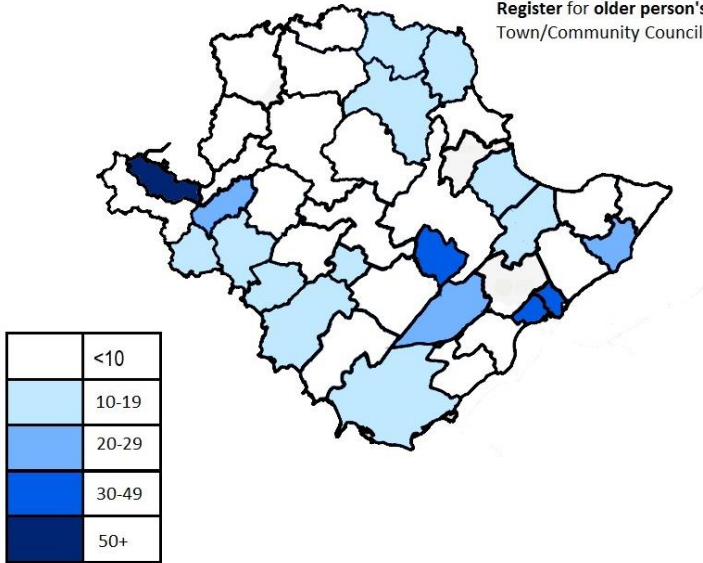 Register for older person's
Town/Community Council
<10
10-19
20-29
30-49
50+